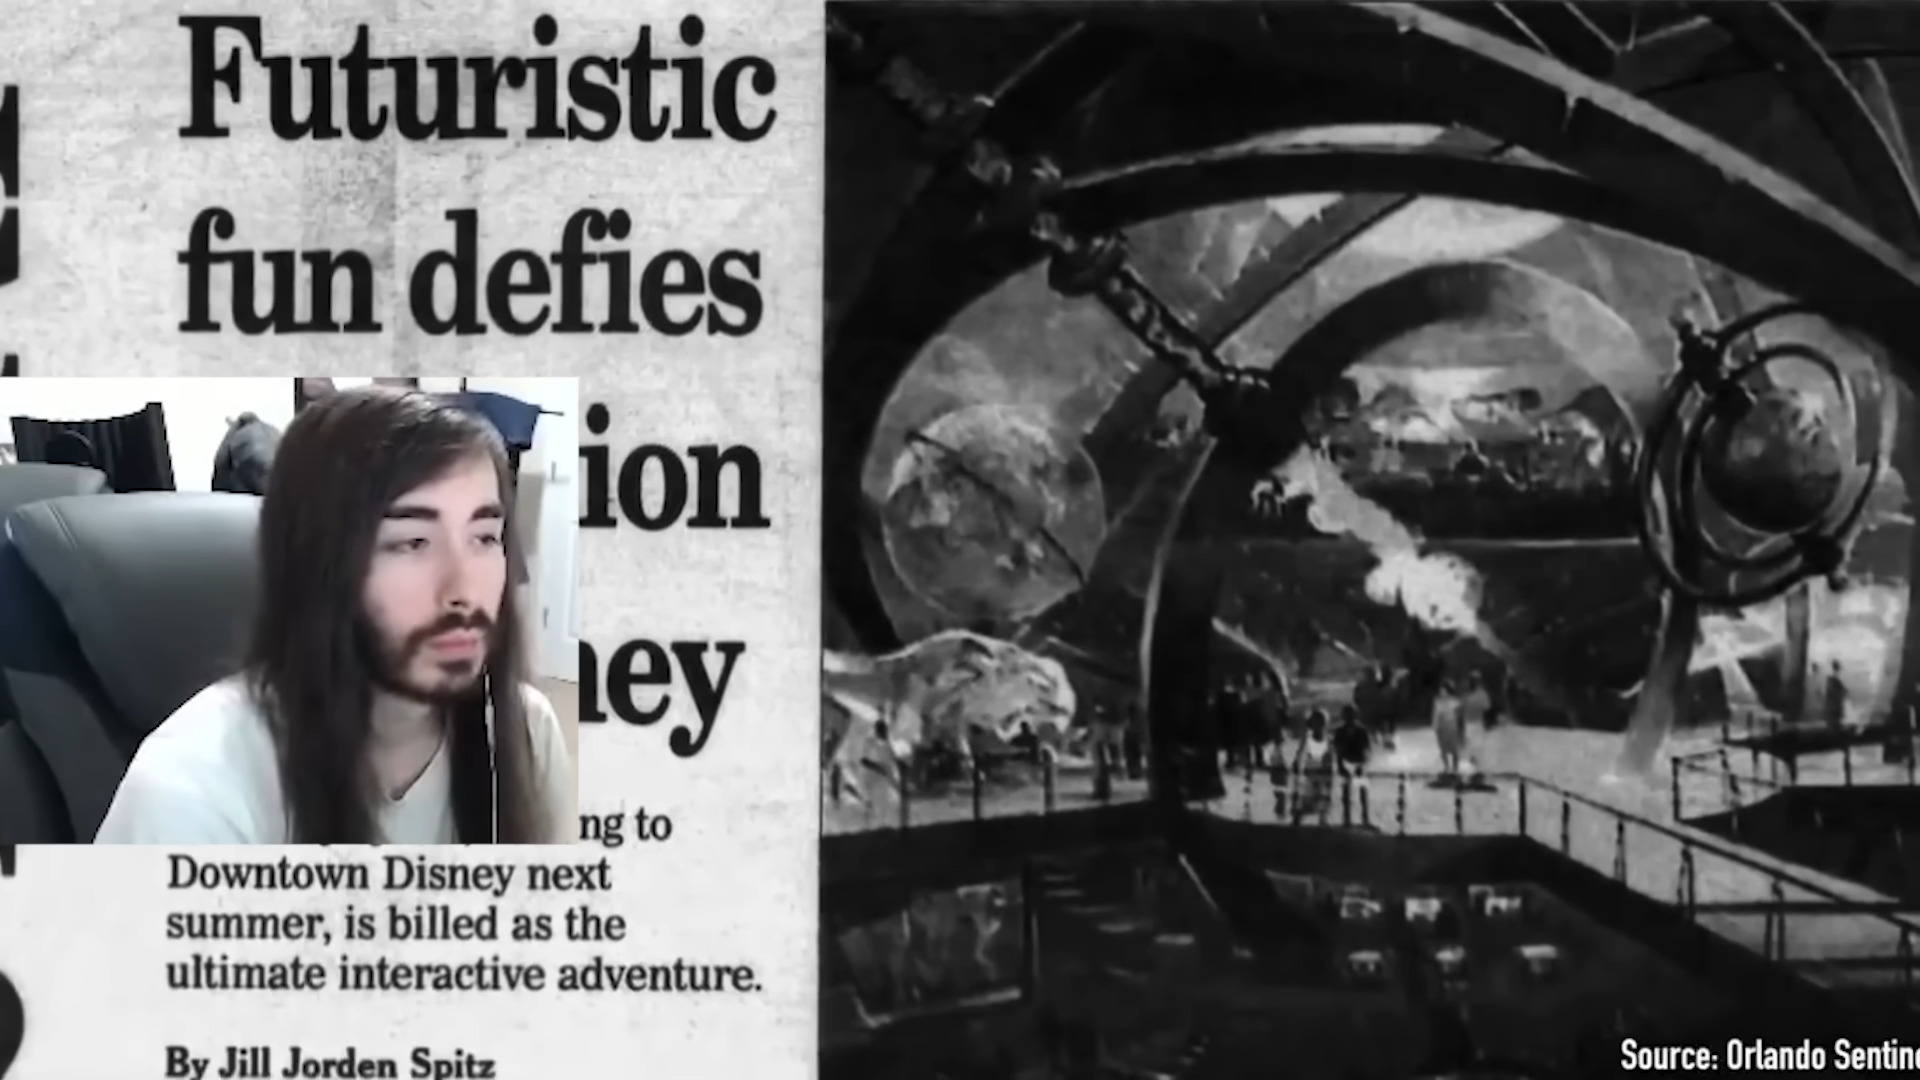 Futuristic
fun defies
ion
ey
ng to
Downtown Disney next
summer, is billed as the
ultimate interactive adventure.
By Jill Jorden Spitz
Source: Orlando Sentine